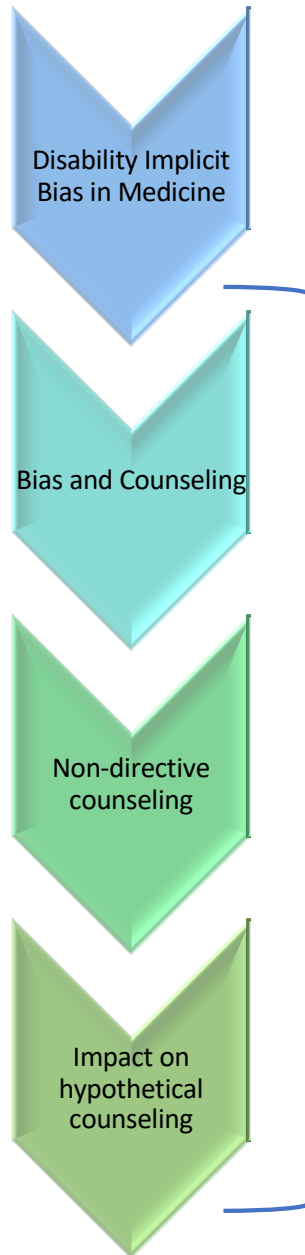 Disability Implicit
Bias in Medicine
Bias and Counseling
Non-directive
counseling
Impact on
hypothetical
counseling